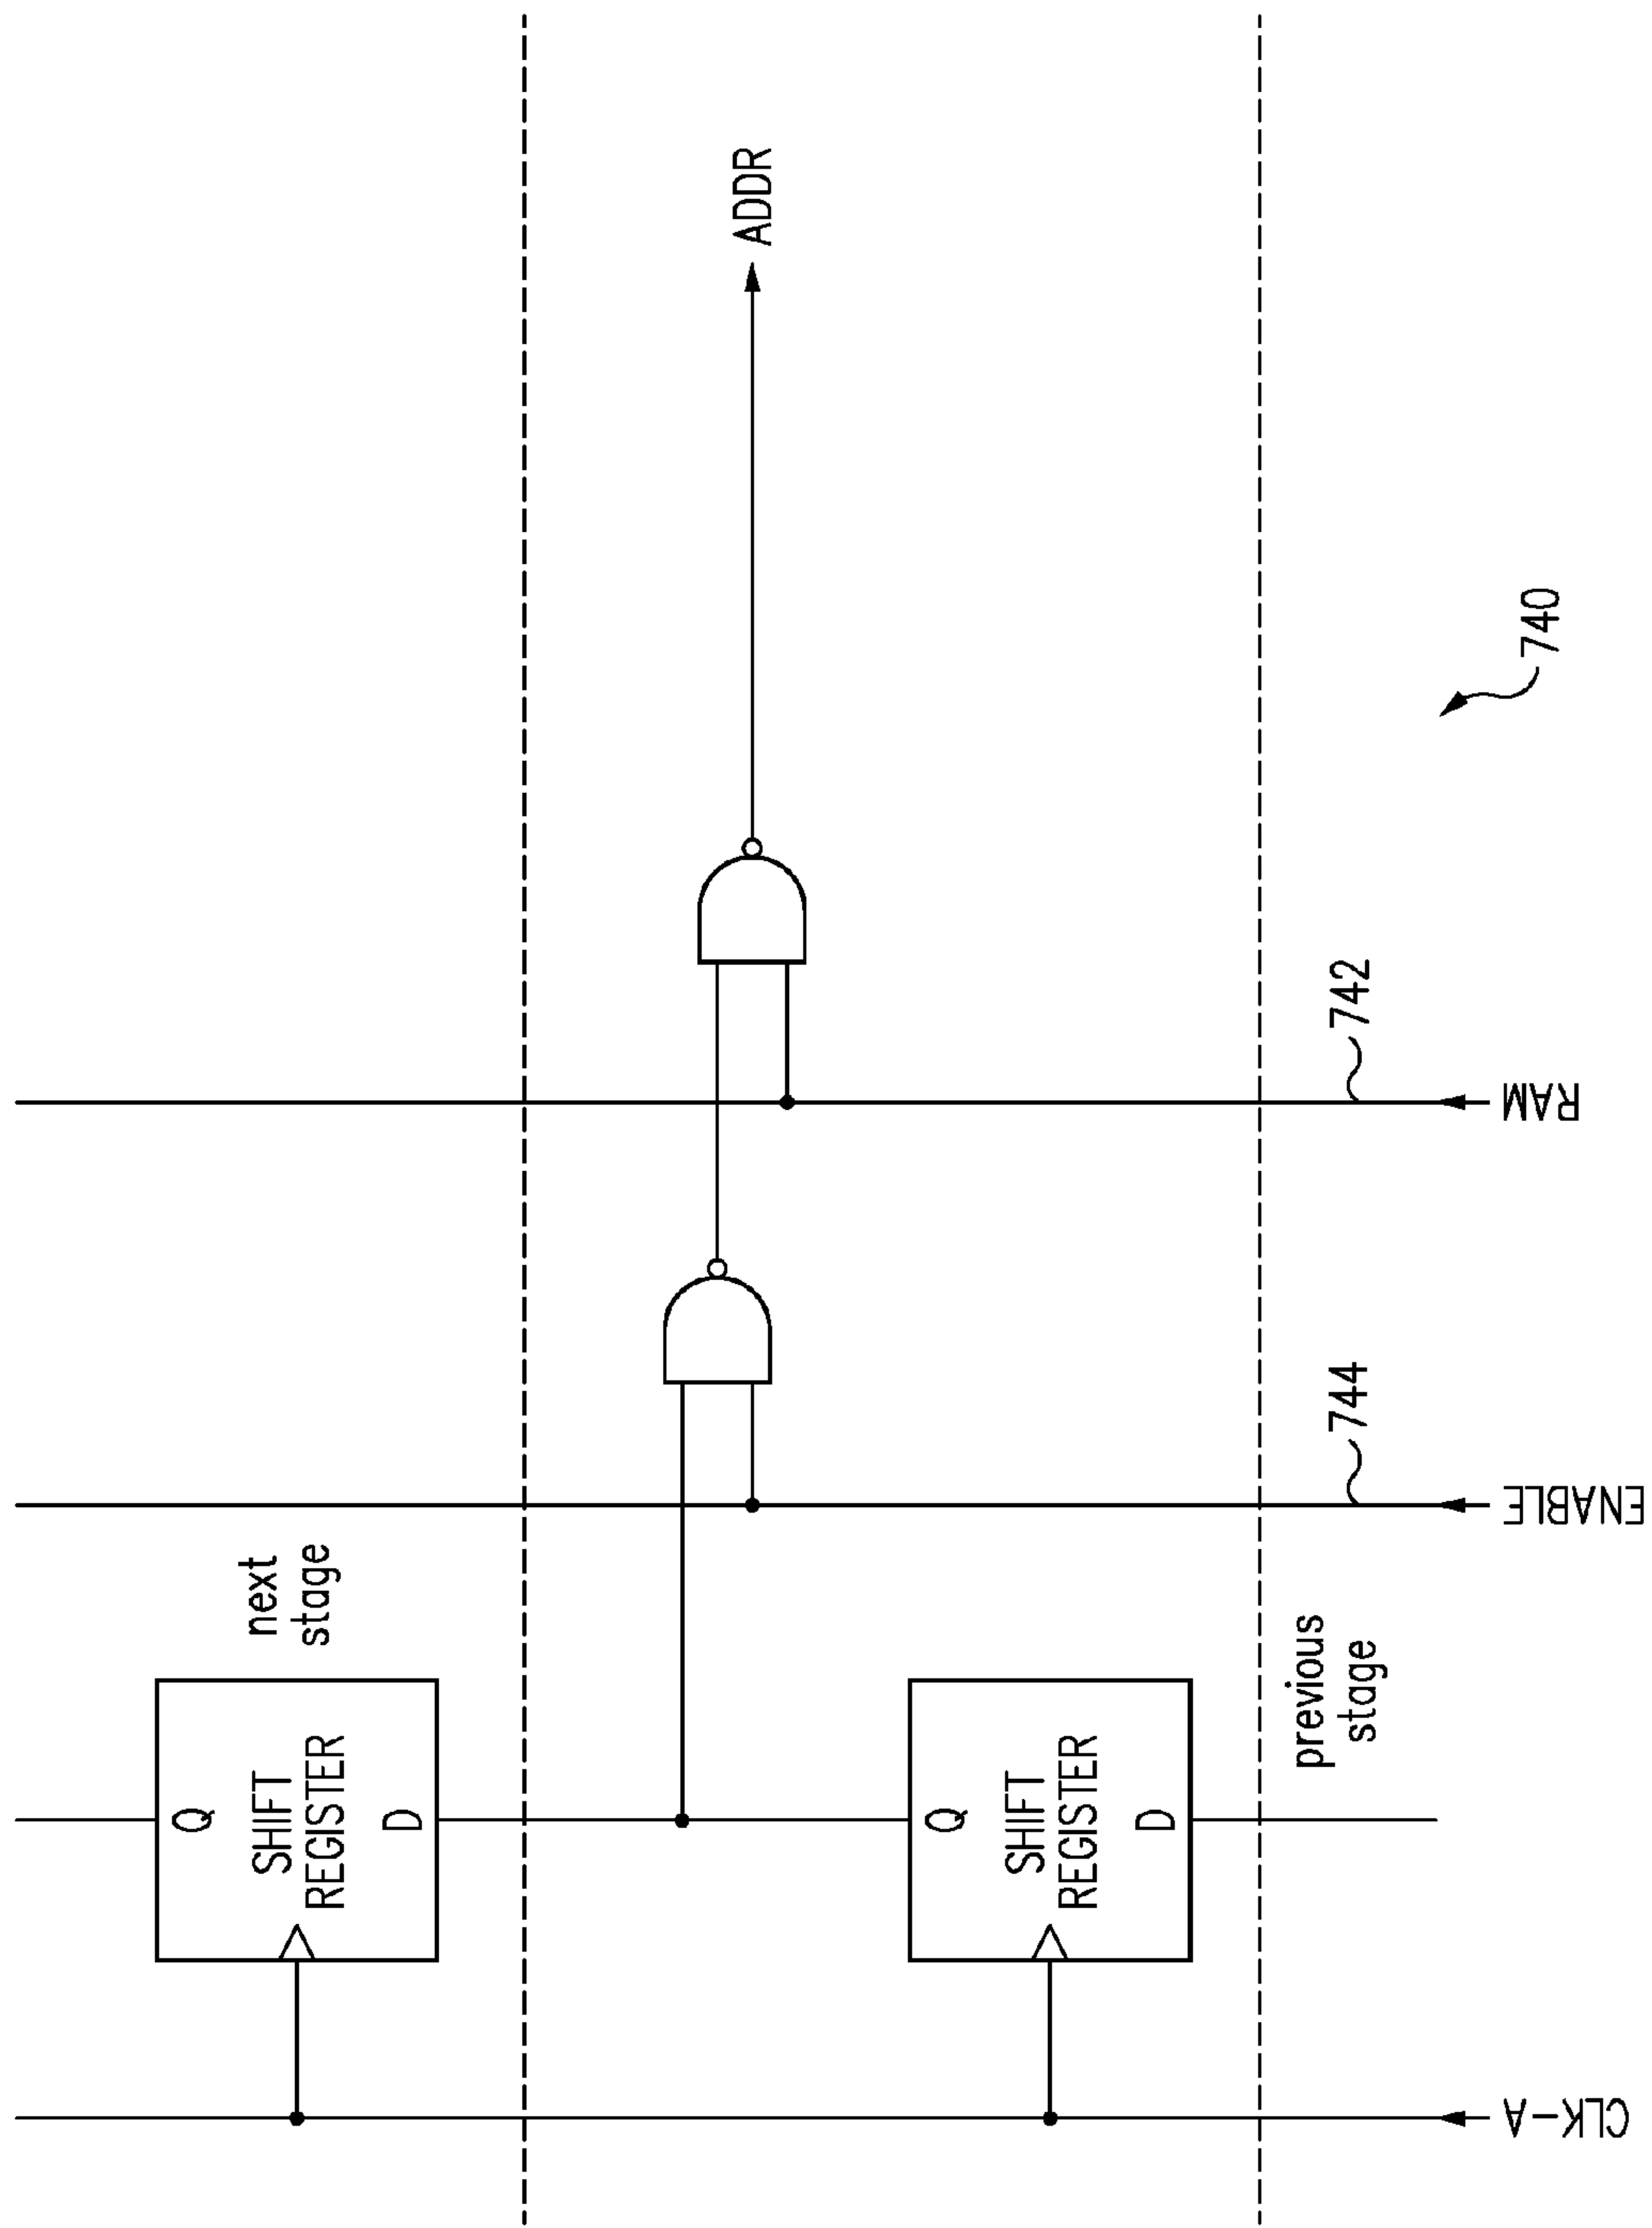 next
stage
Q
SHIFT
REGISTER
D
ADDR
Q
SHIFT
REGISTER
D
previous
stage
744
742
740
CLK-A
ENABLE
RAM